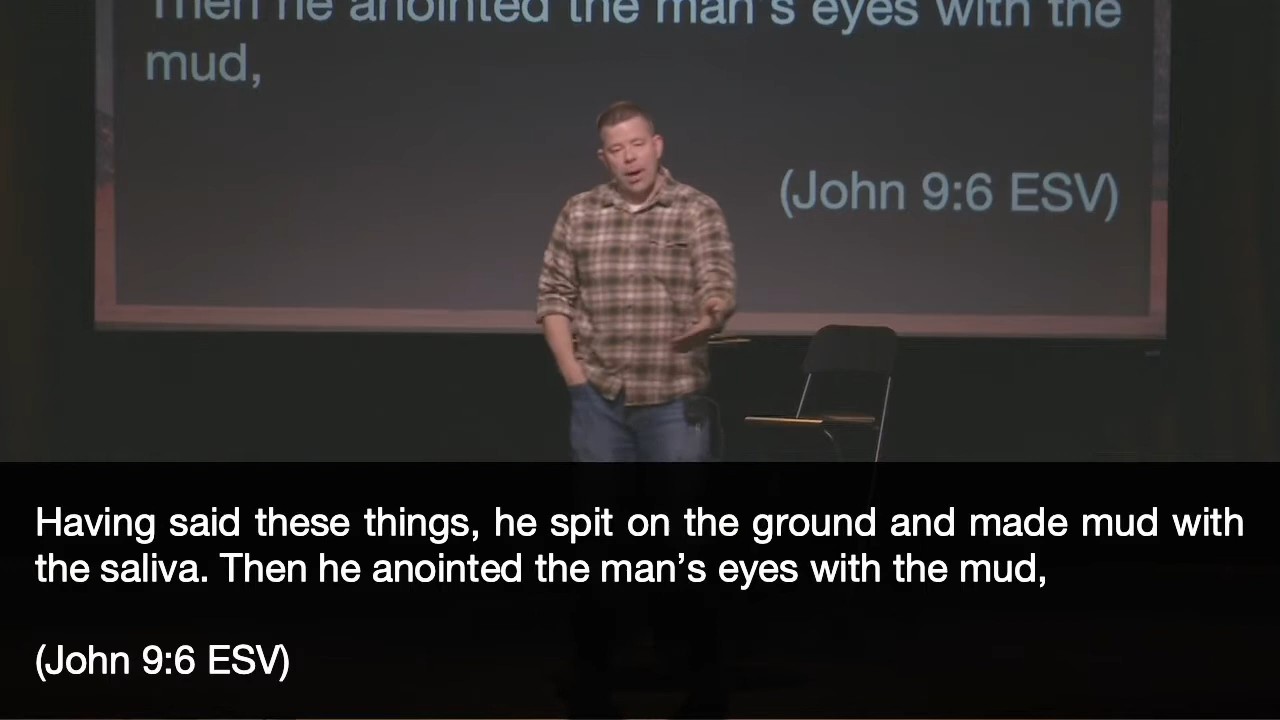 Then he anointed the man's eyes with the
mud,
(John 9:6 ESV)
Having said these things, he spit on the ground and made mud with
the saliva. Then he anointed the man’s eyes with the mud,
(John 9:6 ESV)